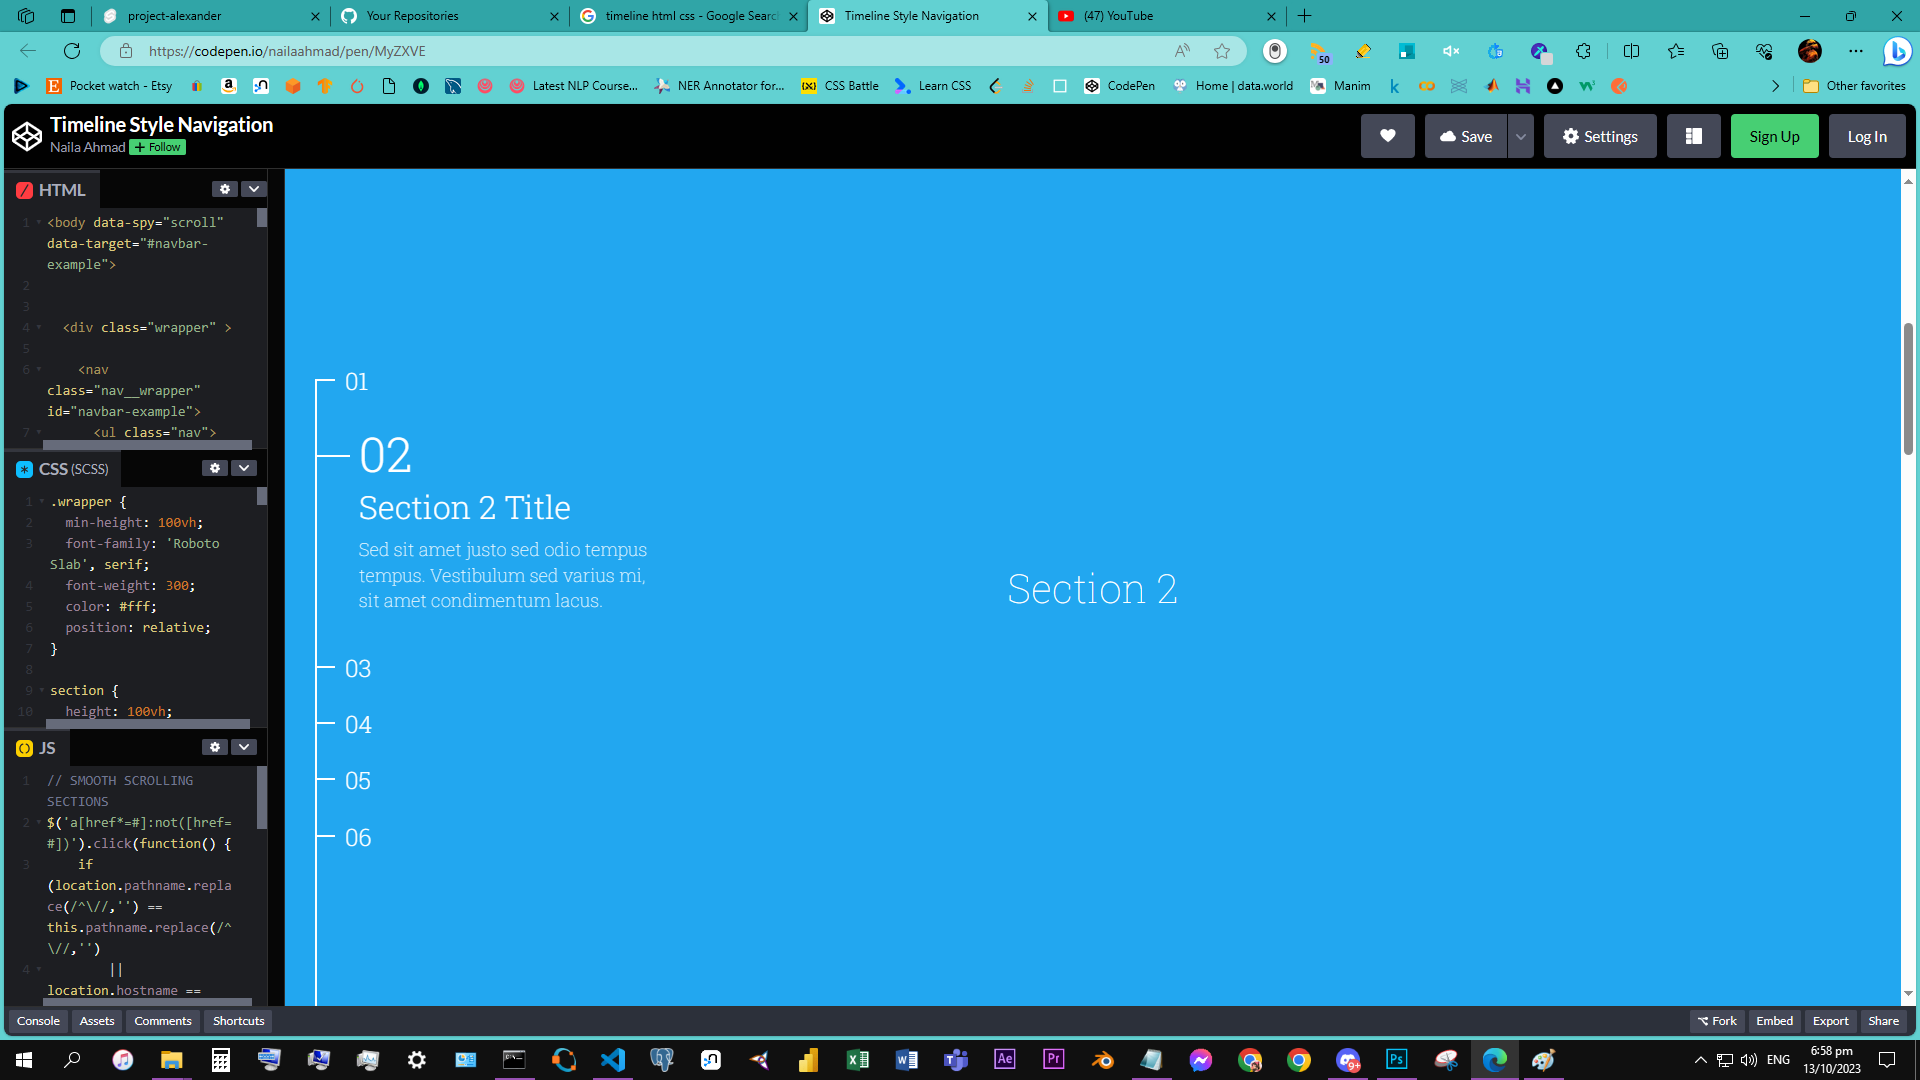 project-alexander
Your Repositories
timeline html css - Google Searc
Timeline Style Navigation
(47) YouTube
https://codepen.io/nailaahmad/pen/MyZXVE
50
Pocket watch - Etsy
Latest NLP Course...
NER Annotator for...
CSS Battle
Learn CSS
CodePen
Home | data.world
Manim
Other favorites
Timeline Style Navigation
Naila Ahmad
+ Follow
Save
Settings
Sign Up
Log In
HTML
1 <body data-spy="scroll"
data-target="#navbar-
example">
2
3
4 <div class="wrapper" >
5
6 <nav
class="nav__wrapper"
id="navbar-example">
7 <ul class="nav">
CSS (SCSS)
1 .wrapper {
2 min-height: 100vh;
3 font-family: 'Roboto
Slab', serif;
4 font-weight: 300;
5 color: #fff;
6 position: relative;
7 }
8
9 section {
10 height: 100vh;
JS
1 // SMOOTH SCROLLING
SECTIONS
2 $('a[href*=#]:not([href=
#])').click(function() {
3 if
(location.pathname.repla
ce(/^\//,'') ==
this.pathname.replace(/^
\//,'')
4 ||
location.hostname ==
01
02
Section 2 Title
Sed sit amet justo sed odio tempus
tempus. Vestibulum sed varius mi,
sit amet condimentum lacus.
03
04
05
06
Section 2
Console
Assets
Comments
Shortcuts
Fork
Embed
Export
Share
ENG
6:58 pm
13/10/2023